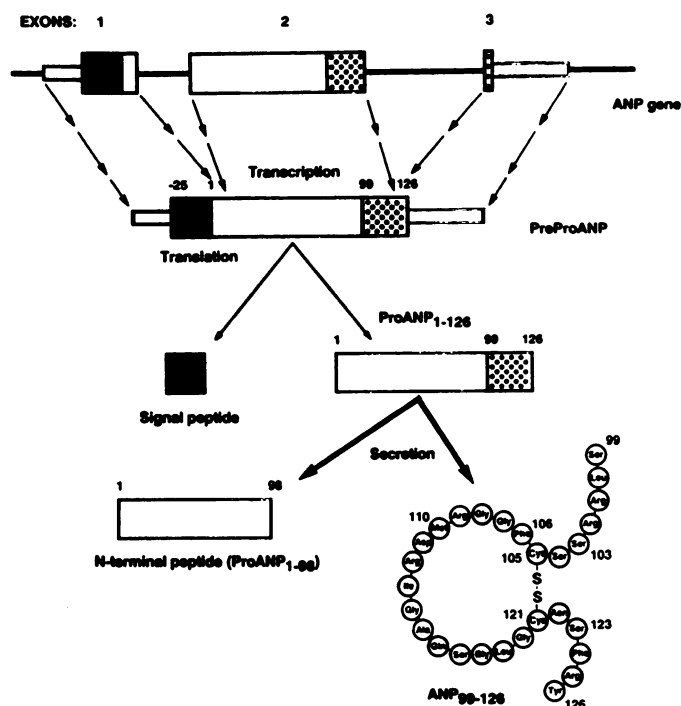 EXONS: 1 2 3
ANP gene
Transcription
-25 1 99 126
PreProANP
Translation
ProANP1-126
1 99 126
Signal peptide
Secretion
1 98
N-terminal peptide (ProANP1-98)
99
Ser
Leu
Arg
Arg
Ser
103
Ser
Cys
105
106
Phe
Gly
Gly
Arg
Met
110
Asp
Arg
Ile
Gly
Ala
Gln
Ser
Gly
Leu
Gly
121
Cys
S
S
Asn
Ser
123
Phe
Arg
Tyr
126
ANP99-126